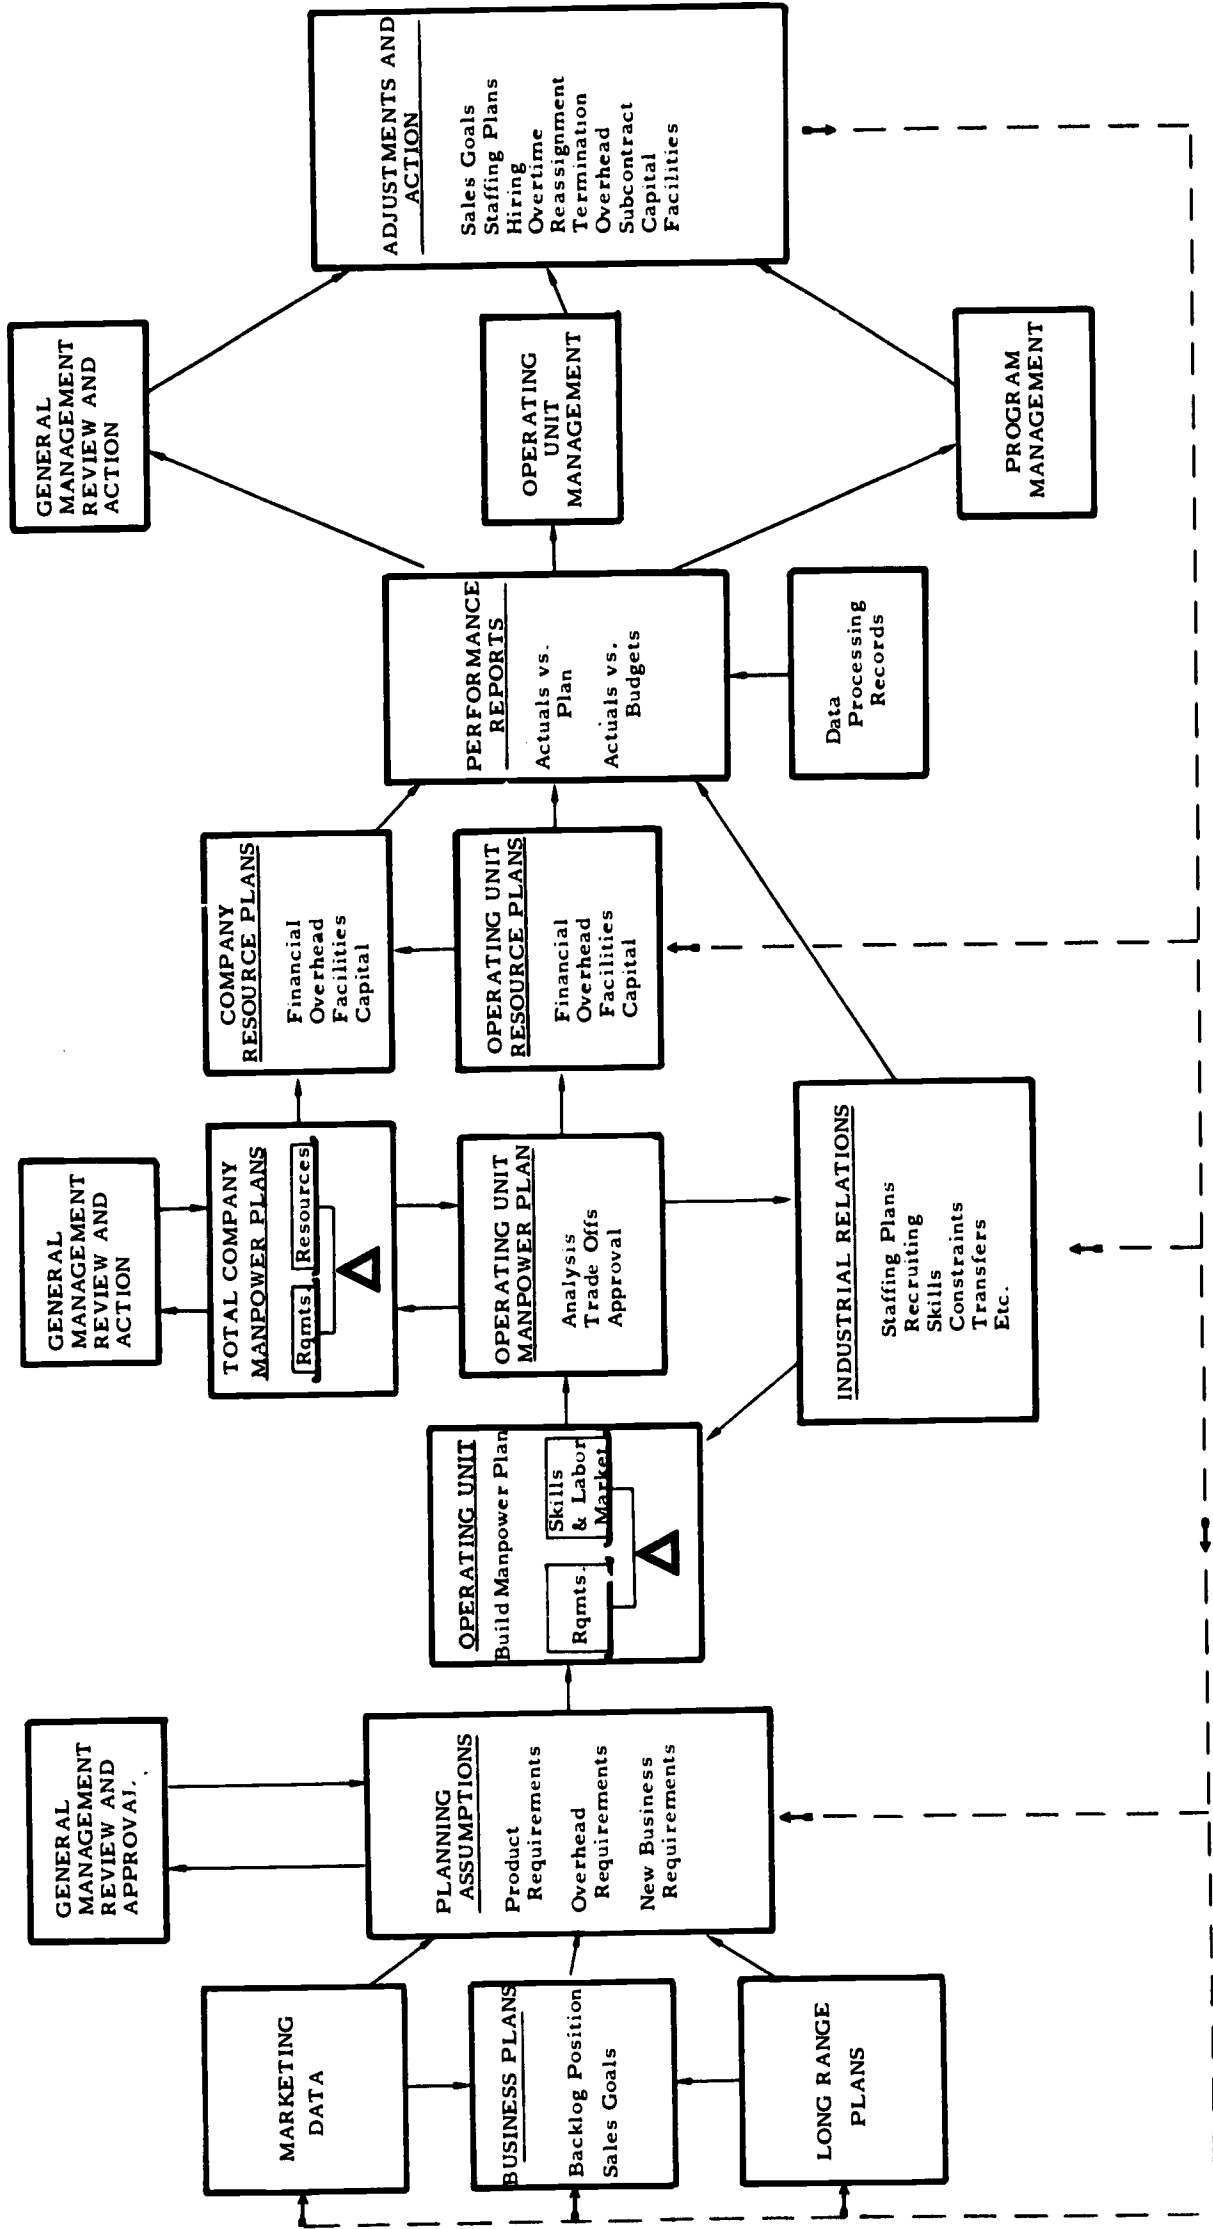 GENERAL
MANAGEMENT
REVIEW AND
APPROVAL
GENERAL
MANAGEMENT
REVIEW AND
ACTION
GENERAL
MANAGEMENT
REVIEW AND
ACTION
MARKETING
DATA
BUSINESS PLANS
Backlog Position
Sales Goals
LONG RANGE
PLANS
PLANNING
ASSUMPTIONS
Product
Requirements
Overhead
Requirements
New Business
Requirements
OPERATING UNIT
Build Manpower Plan
Rqmts.
Skills
& Labor
Market
TOTAL COMPANY
MANPOWER PLANS
Rqmts.
Resources
OPERATING UNIT
MANPOWER PLAN
Analysis
Trade Offs
Approval
INDUSTRIAL RELATIONS
Staffing Plans
Recruiting
Skills
Constraints
Transfers
Etc.
COMPANY
RESOURCE PLANS
Financial
Overhead
Facilities
Capital
OPERATING UNIT
RESOURCE PLANS
Financial
Overhead
Facilities
Capital
PERFORMANCE
REPORTS
Actuals vs.
Plan
Actuals vs.
Budgets
Data
Processing
Records
OPERATING
UNIT
MANAGEMENT
PROGRAM
MANAGEMENT
ADJUSTMENTS AND
ACTION
Sales Goals
Staffing Plans
Hiring
Overtime
Reassignment
Termination
Overhead
Subcontract
Capital
Facilities